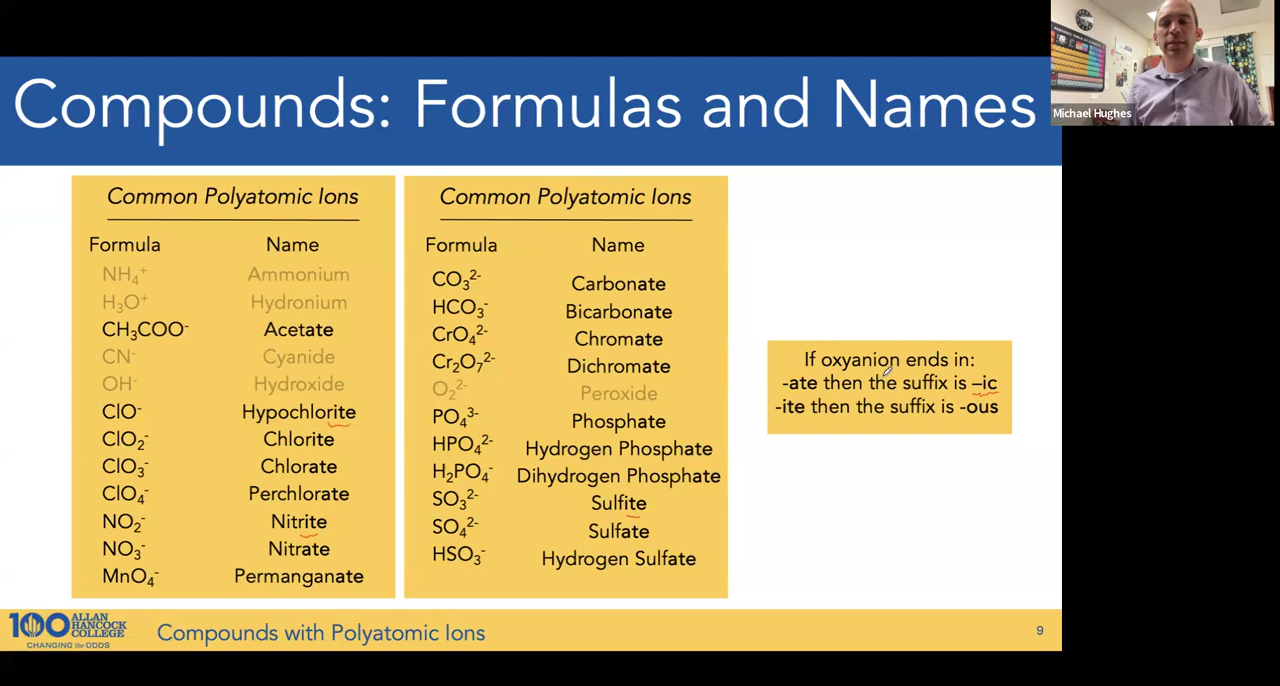 Compounds: Formulas and Names
Michael Hughes
Common Polyatomic Ions
Formula Name
NH₄⁺ Ammonium
H₃O⁺ Hydronium
CH₃COO⁻ Acetate
CN⁻ Cyanide
OH⁻ Hydroxide
ClO⁻ Hypochlorite
ClO₂⁻ Chlorite
ClO₃⁻ Chlorate
ClO₄⁻ Perchlorate
NO₂⁻ Nitrite
NO₃⁻ Nitrate
MnO₄⁻ Permanganate
Common Polyatomic Ions
Formula Name
CO₃²⁻ Carbonate
HCO₃⁻ Bicarbonate
CrO₄²⁻ Chromate
Cr₂O₇²⁻ Dichromate
O₂²⁻ Peroxide
PO₄³⁻ Phosphate
HPO₄²⁻ Hydrogen Phosphate
H₂PO₄⁻ Dihydrogen Phosphate
SO₃²⁻ Sulfite
SO₄²⁻ Sulfate
HSO₃⁻ Hydrogen Sulfate
If oxyanion ends in:
-ate then the suffix is –ic
-ite then the suffix is -ous
100 ALLAN
HANCOCK
COLLEGE
CHANGING the ODDS
Compounds with Polyatomic Ions
9